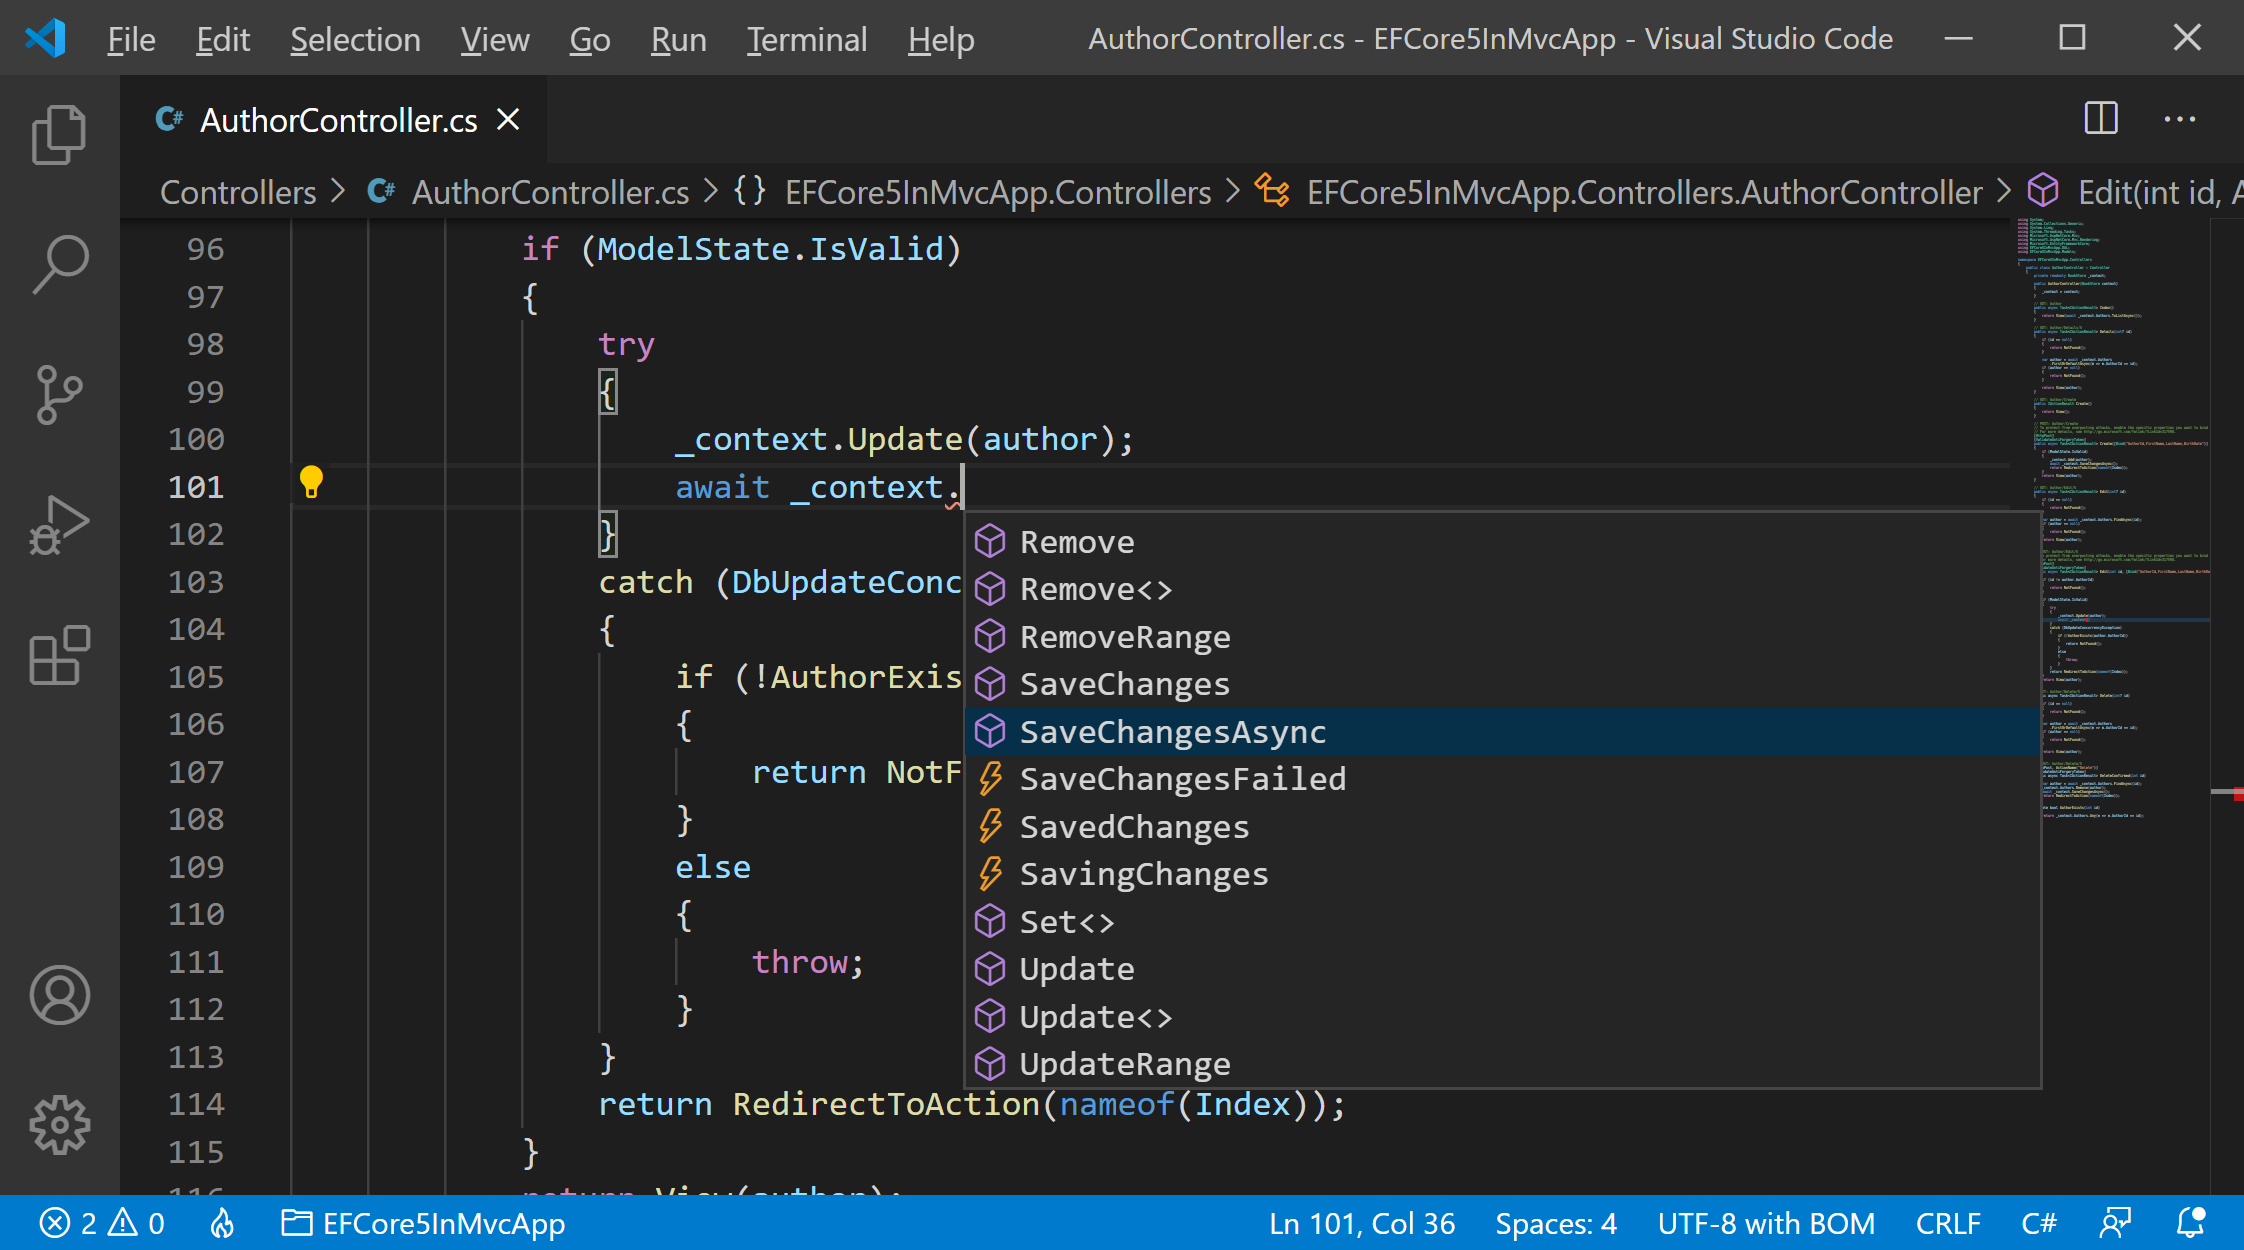 File Edit Selection View Go Run Terminal Help AuthorController.cs - EFCore5InMvcApp - Visual Studio Code
C# AuthorController.cs
Controllers > C# AuthorController.cs > {} EFCore5InMvcApp.Controllers > EFCore5InMvcApp.Controllers.AuthorController > Edit(int id, A
96 if (ModelState.IsValid)
97 {
98 try
99 {
100 _context.Update(author);
101 await _context.
102 }
103 catch (DbUpdateConc
104 {
105 if (!AuthorExis
106 {
107 return NotF
108 }
109 else
110 {
111 throw;
112 }
113 }
114 return RedirectToAction(nameof(Index));
115 }
116 return View(author);
Remove
Remove<>
RemoveRange
SaveChanges
SaveChangesAsync
SaveChangesFailed
SavedChanges
SavingChanges
Set<>
Update
Update<>
UpdateRange
2 0 EFCore5InMvcApp Ln 101, Col 36 Spaces: 4 UTF-8 with BOM CRLF C#